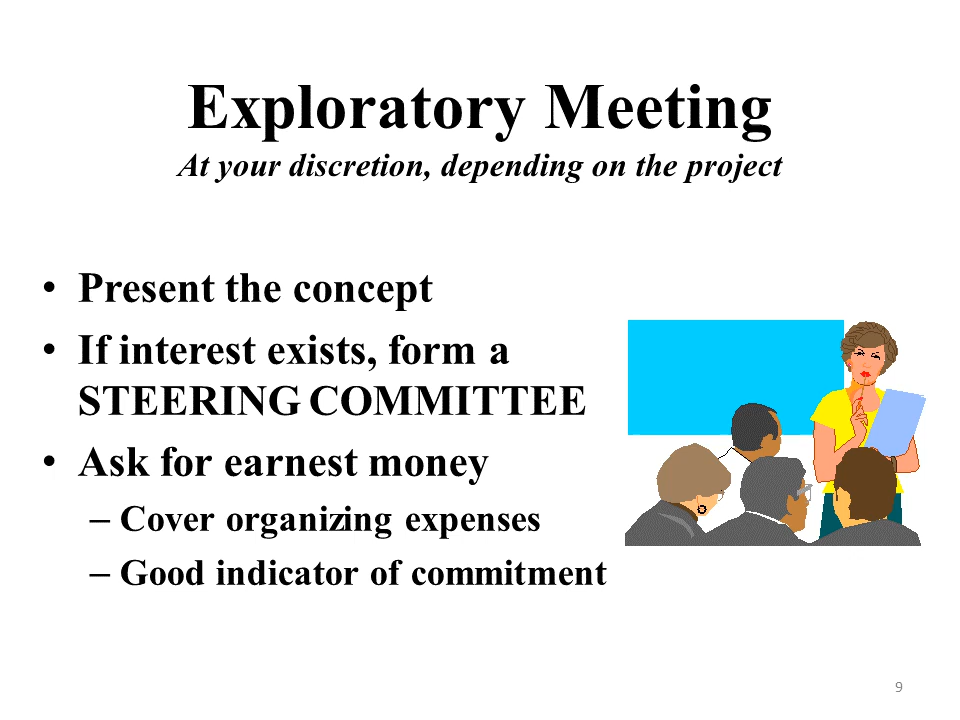 Exploratory Meeting
At your discretion, depending on the project
• Present the concept
• If interest exists, form a
STEERING COMMITTEE
• Ask for earnest money
– Cover organizing expenses
– Good indicator of commitment
9